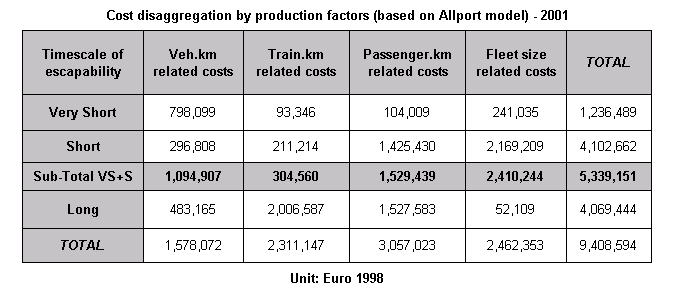 Cost disaggregation by production factors (based on Allport model) - 2001
Timescale of escapability Veh.km related costs Train.km related costs Passenger.km related costs Fleet size related costs TOTAL
Very Short 798,099 93,346 104,009 241,035 1,236,489
Short 296,808 211,214 1,425,430 2,169,209 4,102,662
Sub-Total VS+S 1,094,907 304,560 1,529,439 2,410,244 5,339,151
Long 483,165 2,006,587 1,527,583 52,109 4,069,444
TOTAL 1,578,072 2,311,147 3,057,023 2,462,353 9,408,594
Unit: Euro 1998